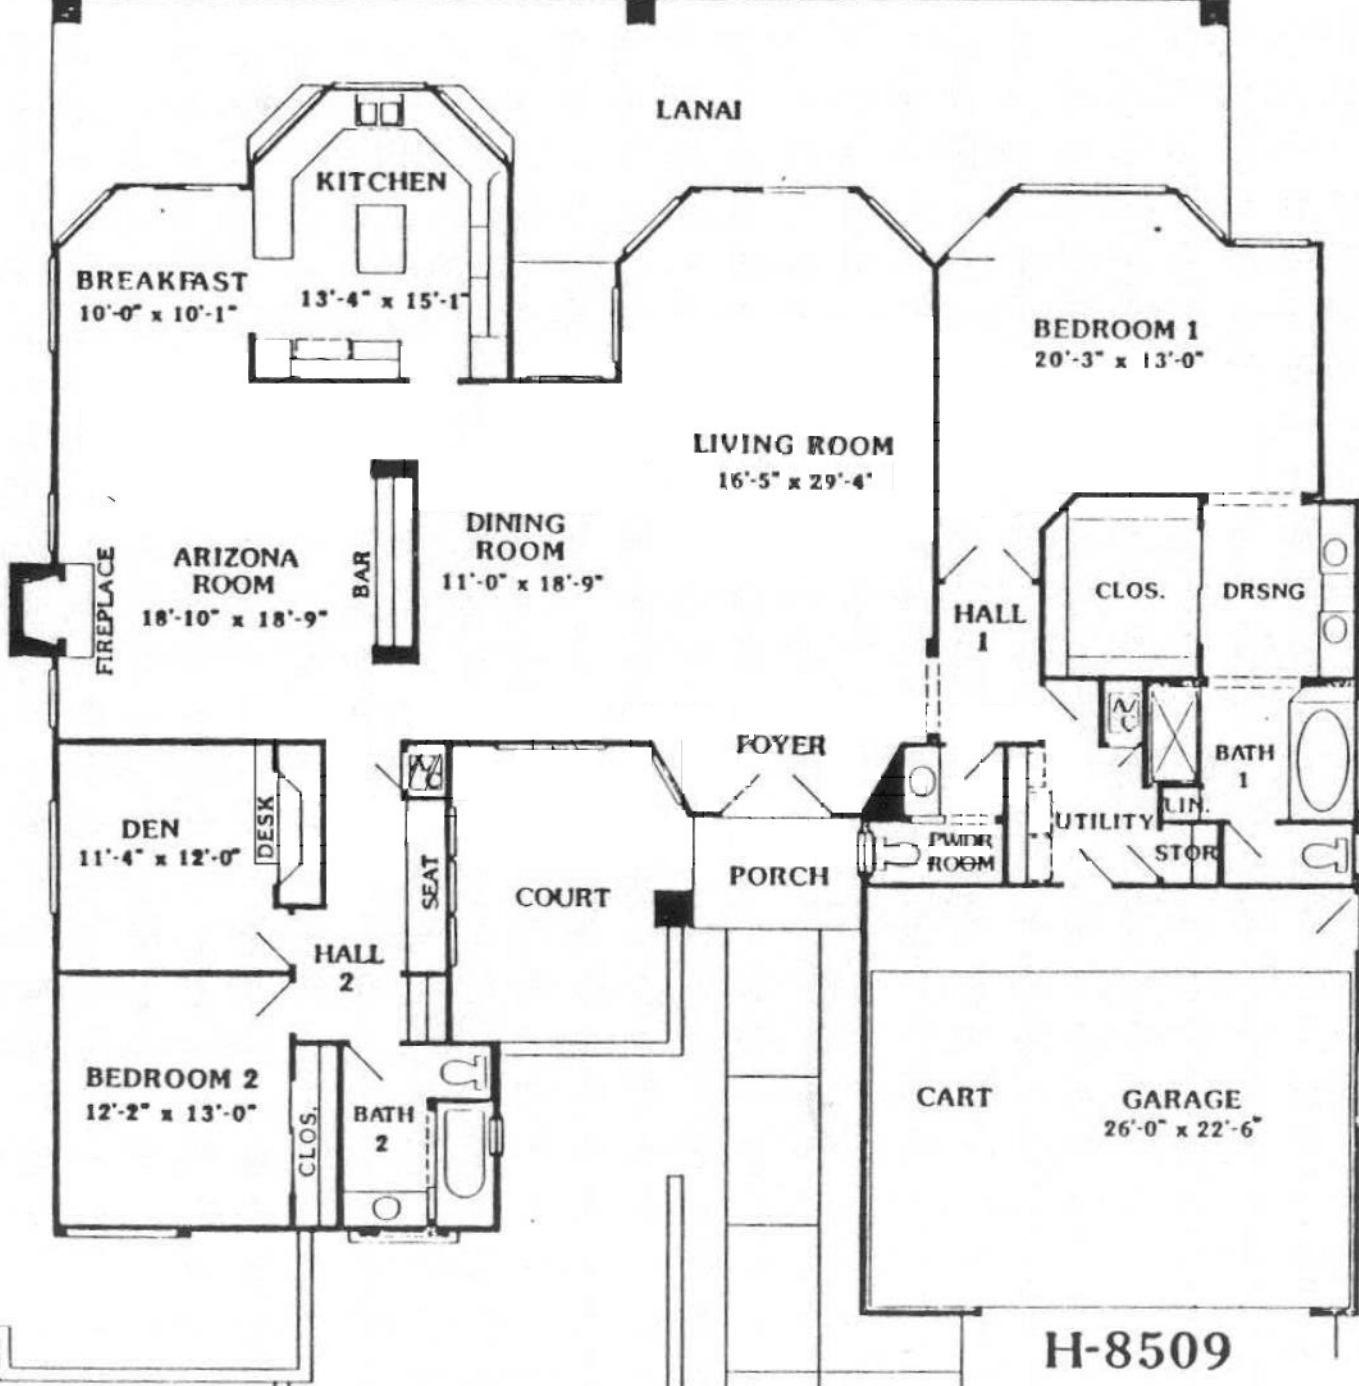 LANAI
KITCHEN
13'-4" x 15'-1"
BREAKFAST
10'-0" x 10'-1"
BEDROOM 1
20'-3" x 13'-0"
LIVING ROOM
16'-5" x 29'-4"
DINING
ROOM
11'-0" x 18'-9"
BAR
ARIZONA
ROOM
18'-10" x 18'-9"
FIREPLACE
HALL
1
CLOS.
DRSNG
A/C
BATH
1
LIN.
UTILITY
STOR
FOYER
PWDR
ROOM
PORCH
A/C
DEN
11'-4" x 12'-0"
DESK
SEAT
COURT
HALL
2
BEDROOM 2
12'-2" x 13'-0"
CLOS.
BATH
2
CART
GARAGE
26'-0" x 22'-6"
H-8509